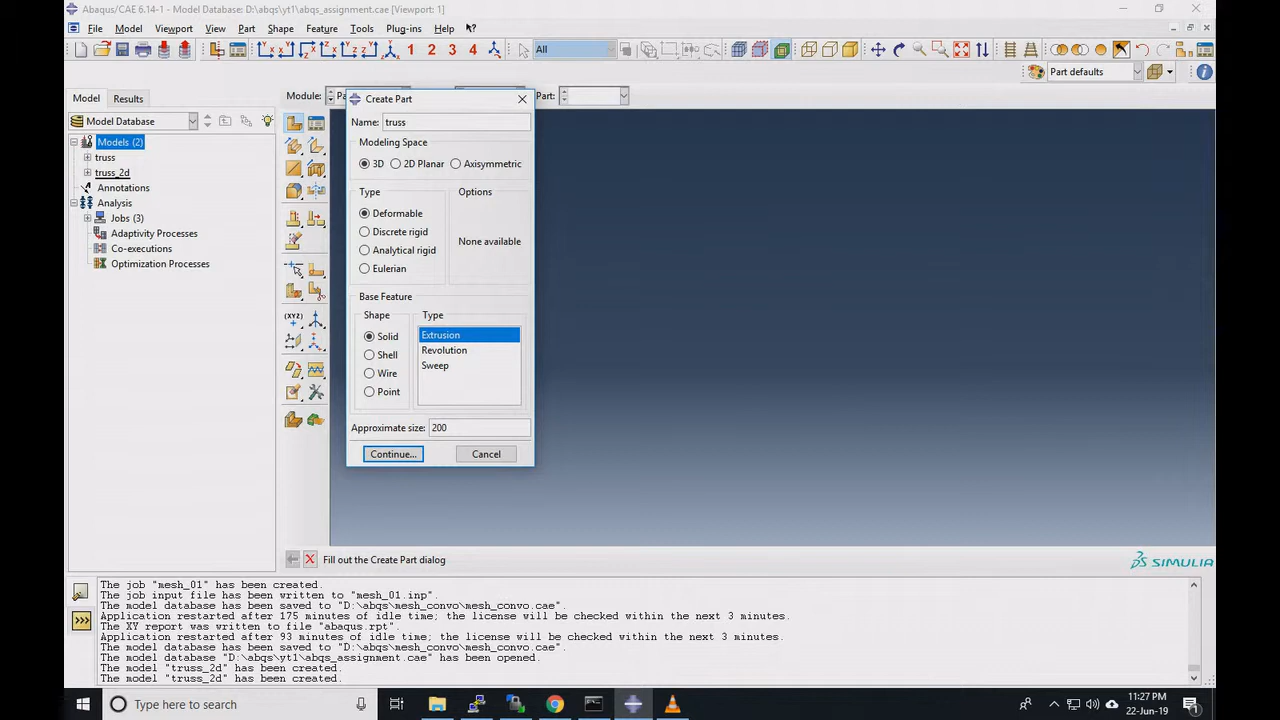 Abaqus/CAE 6.14-1 - Model Database: D:\abqs\yt1\abqs_assignment.cae [Viewport: 1]
File Model Viewport View Part Shape Feature Tools Plug-ins Help
1 2 3 4 All
Part defaults
Model Results
Module: Pa Part:
Model Database
Models (2)
truss
truss_2d
Annotations
Analysis
Jobs (3)
Adaptivity Processes
Co-executions
Optimization Processes
(XYZ)
Create Part
Name: truss
Modeling Space
3D 2D Planar Axisymmetric
Type Options
Deformable
Discrete rigid
Analytical rigid
Eulerian
None available
Base Feature
Shape Type
Solid
Shell
Wire
Point
Extrusion
Revolution
Sweep
Approximate size: 200
Continue... Cancel
Fill out the Create Part dialog
SIMULIA
The job "mesh_01" has been created.
The job input file has been written to "mesh_01.inp".
The model database has been saved to "D:\abqs\mesh_convo\mesh_convo.cae".
Application restarted after 175 minutes of idle time; the license will be checked within the next 3 minutes.
The XY report was written to file "abaqus.rpt".
Application restarted after 93 minutes of idle time; the license will be checked within the next 3 minutes.
The model database has been saved to "D:\abqs\mesh_convo\mesh_convo.cae".
The model database "D:\abqs\yt1\abqs_assignment.cae" has been opened.
The model "truss_2d" has been created.
The model "truss_2d" has been created.
>>>
Type here to search
11:27 PM
22-Jun-19